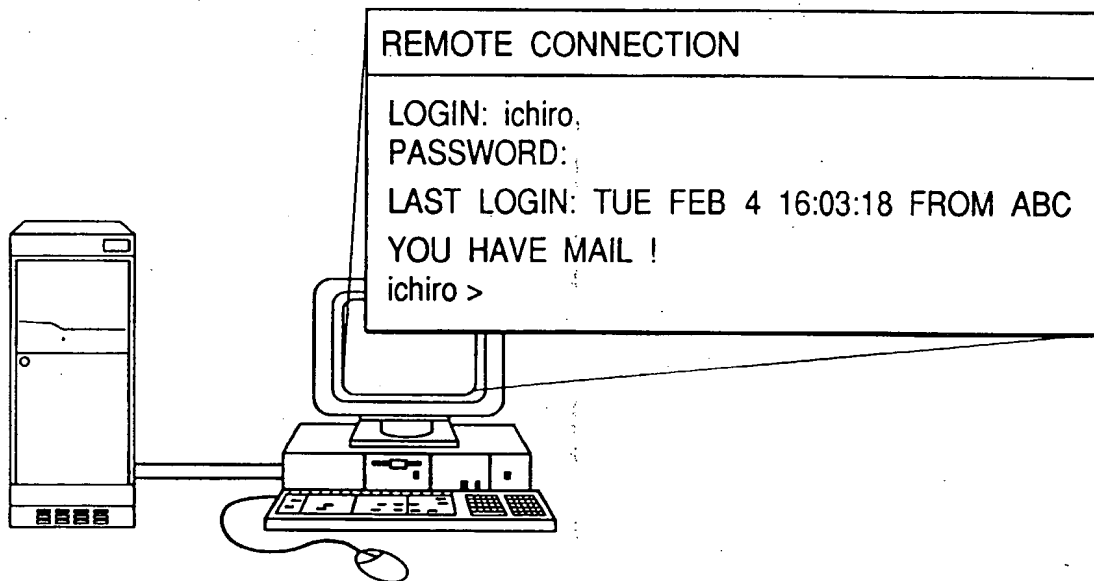 REMOTE CONNECTION
LOGIN: ichiro
PASSWORD:
LAST LOGIN: TUE FEB 4 16:03:18 FROM ABC
YOU HAVE MAIL !
ichiro >